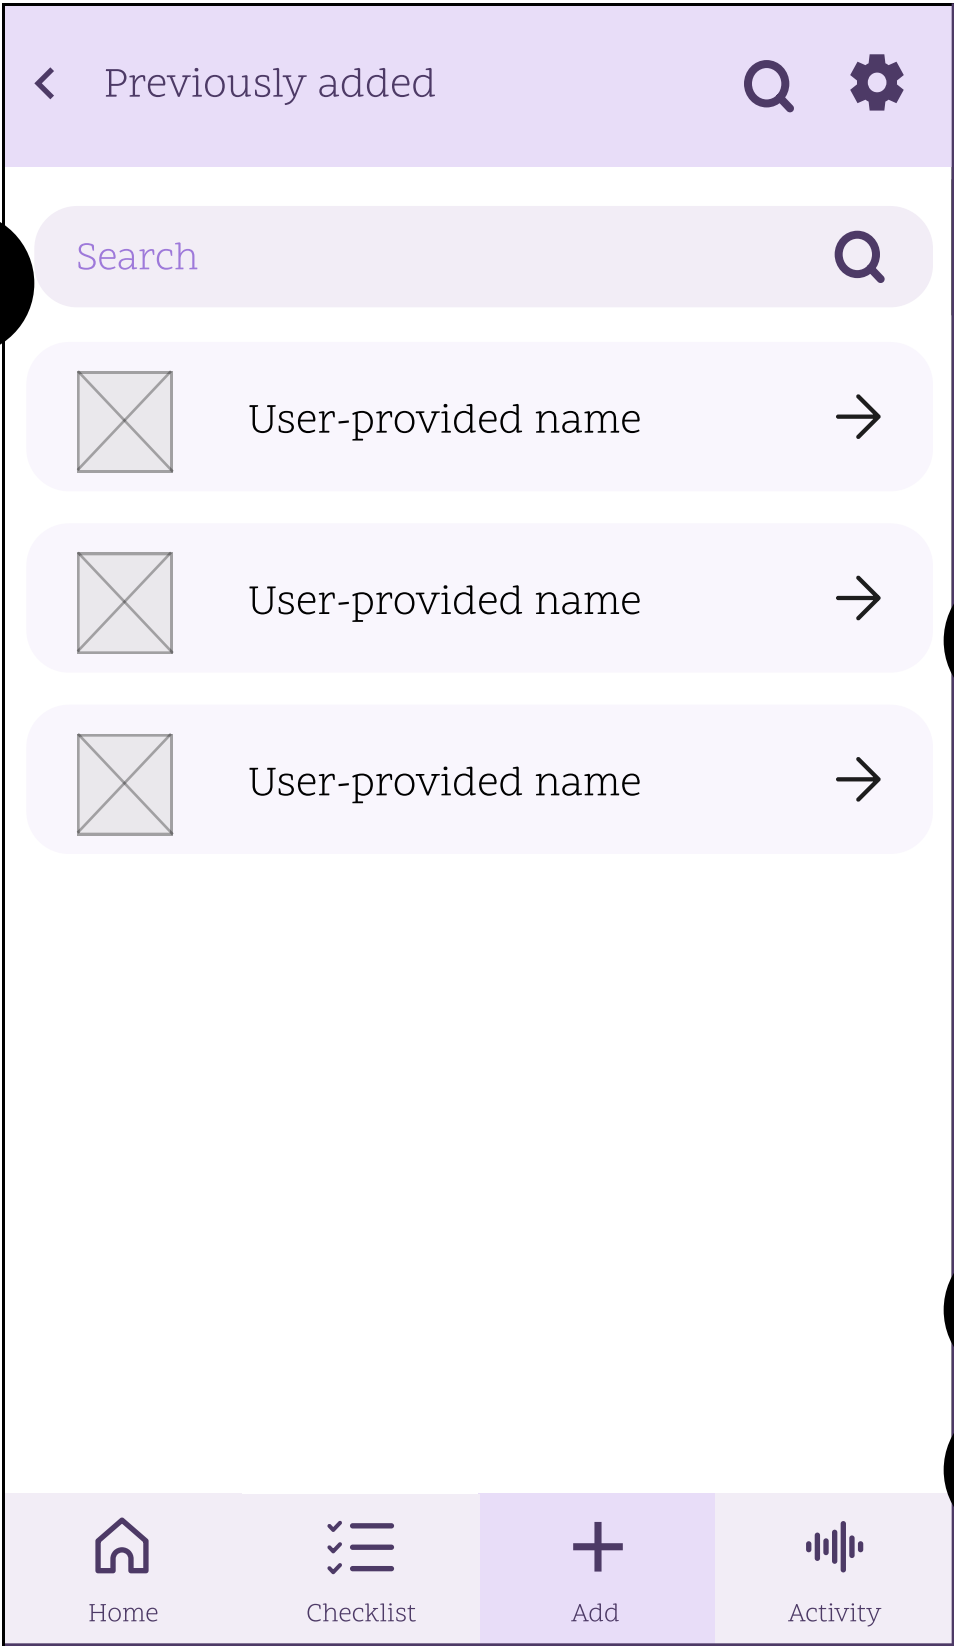 Previously added
Search
User-provided name
User-provided name
User-provided name
Home
Checklist
Add
Activity